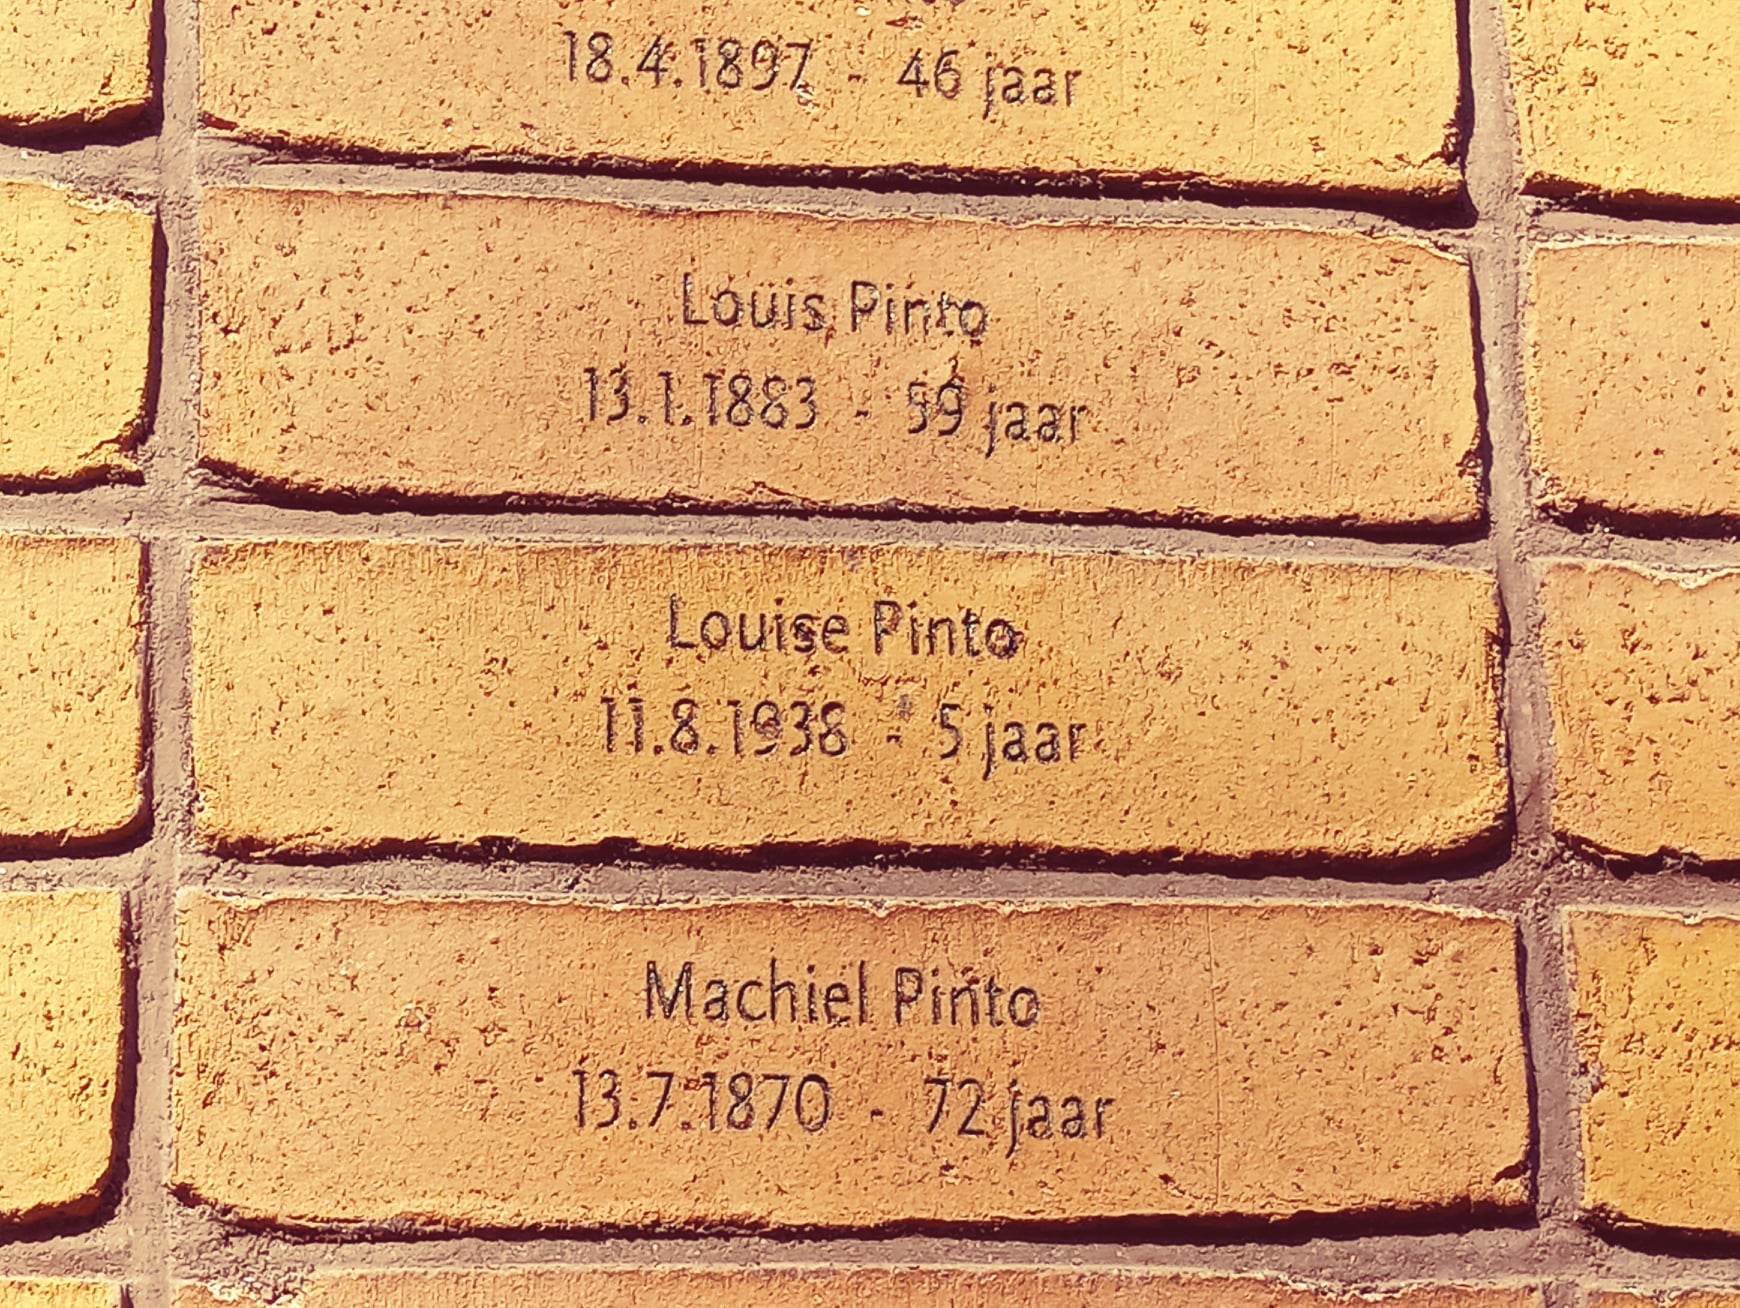 18.4.1897 - 46 jaar
Louis Pinto
13.1.1883 - 59 jaar
Louise Pinto
11.8.1938 - 5 jaar
Machiel Pinto
13.7.1870 - 72 jaar